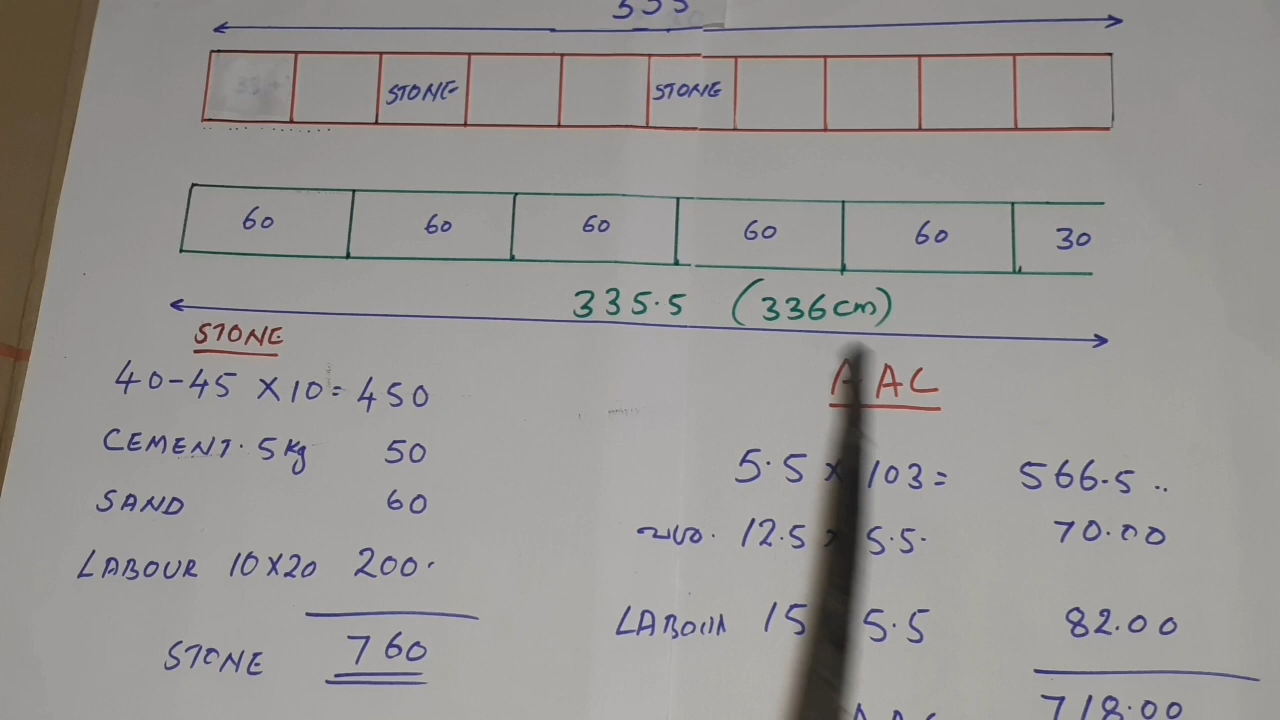 STONE STONE
60 60 60 60 60 30
335.5 (336cm)
STONE
40-45 X10= 450
CEMENT. 5Kg 50
SAND 60
LABOUR 10X20 200.
STONE 760
AAC
5.5 x 103= 566.5 ..
12.5 x 5.5. 70.00
LABOUR 15 5.5 82.00
718.00